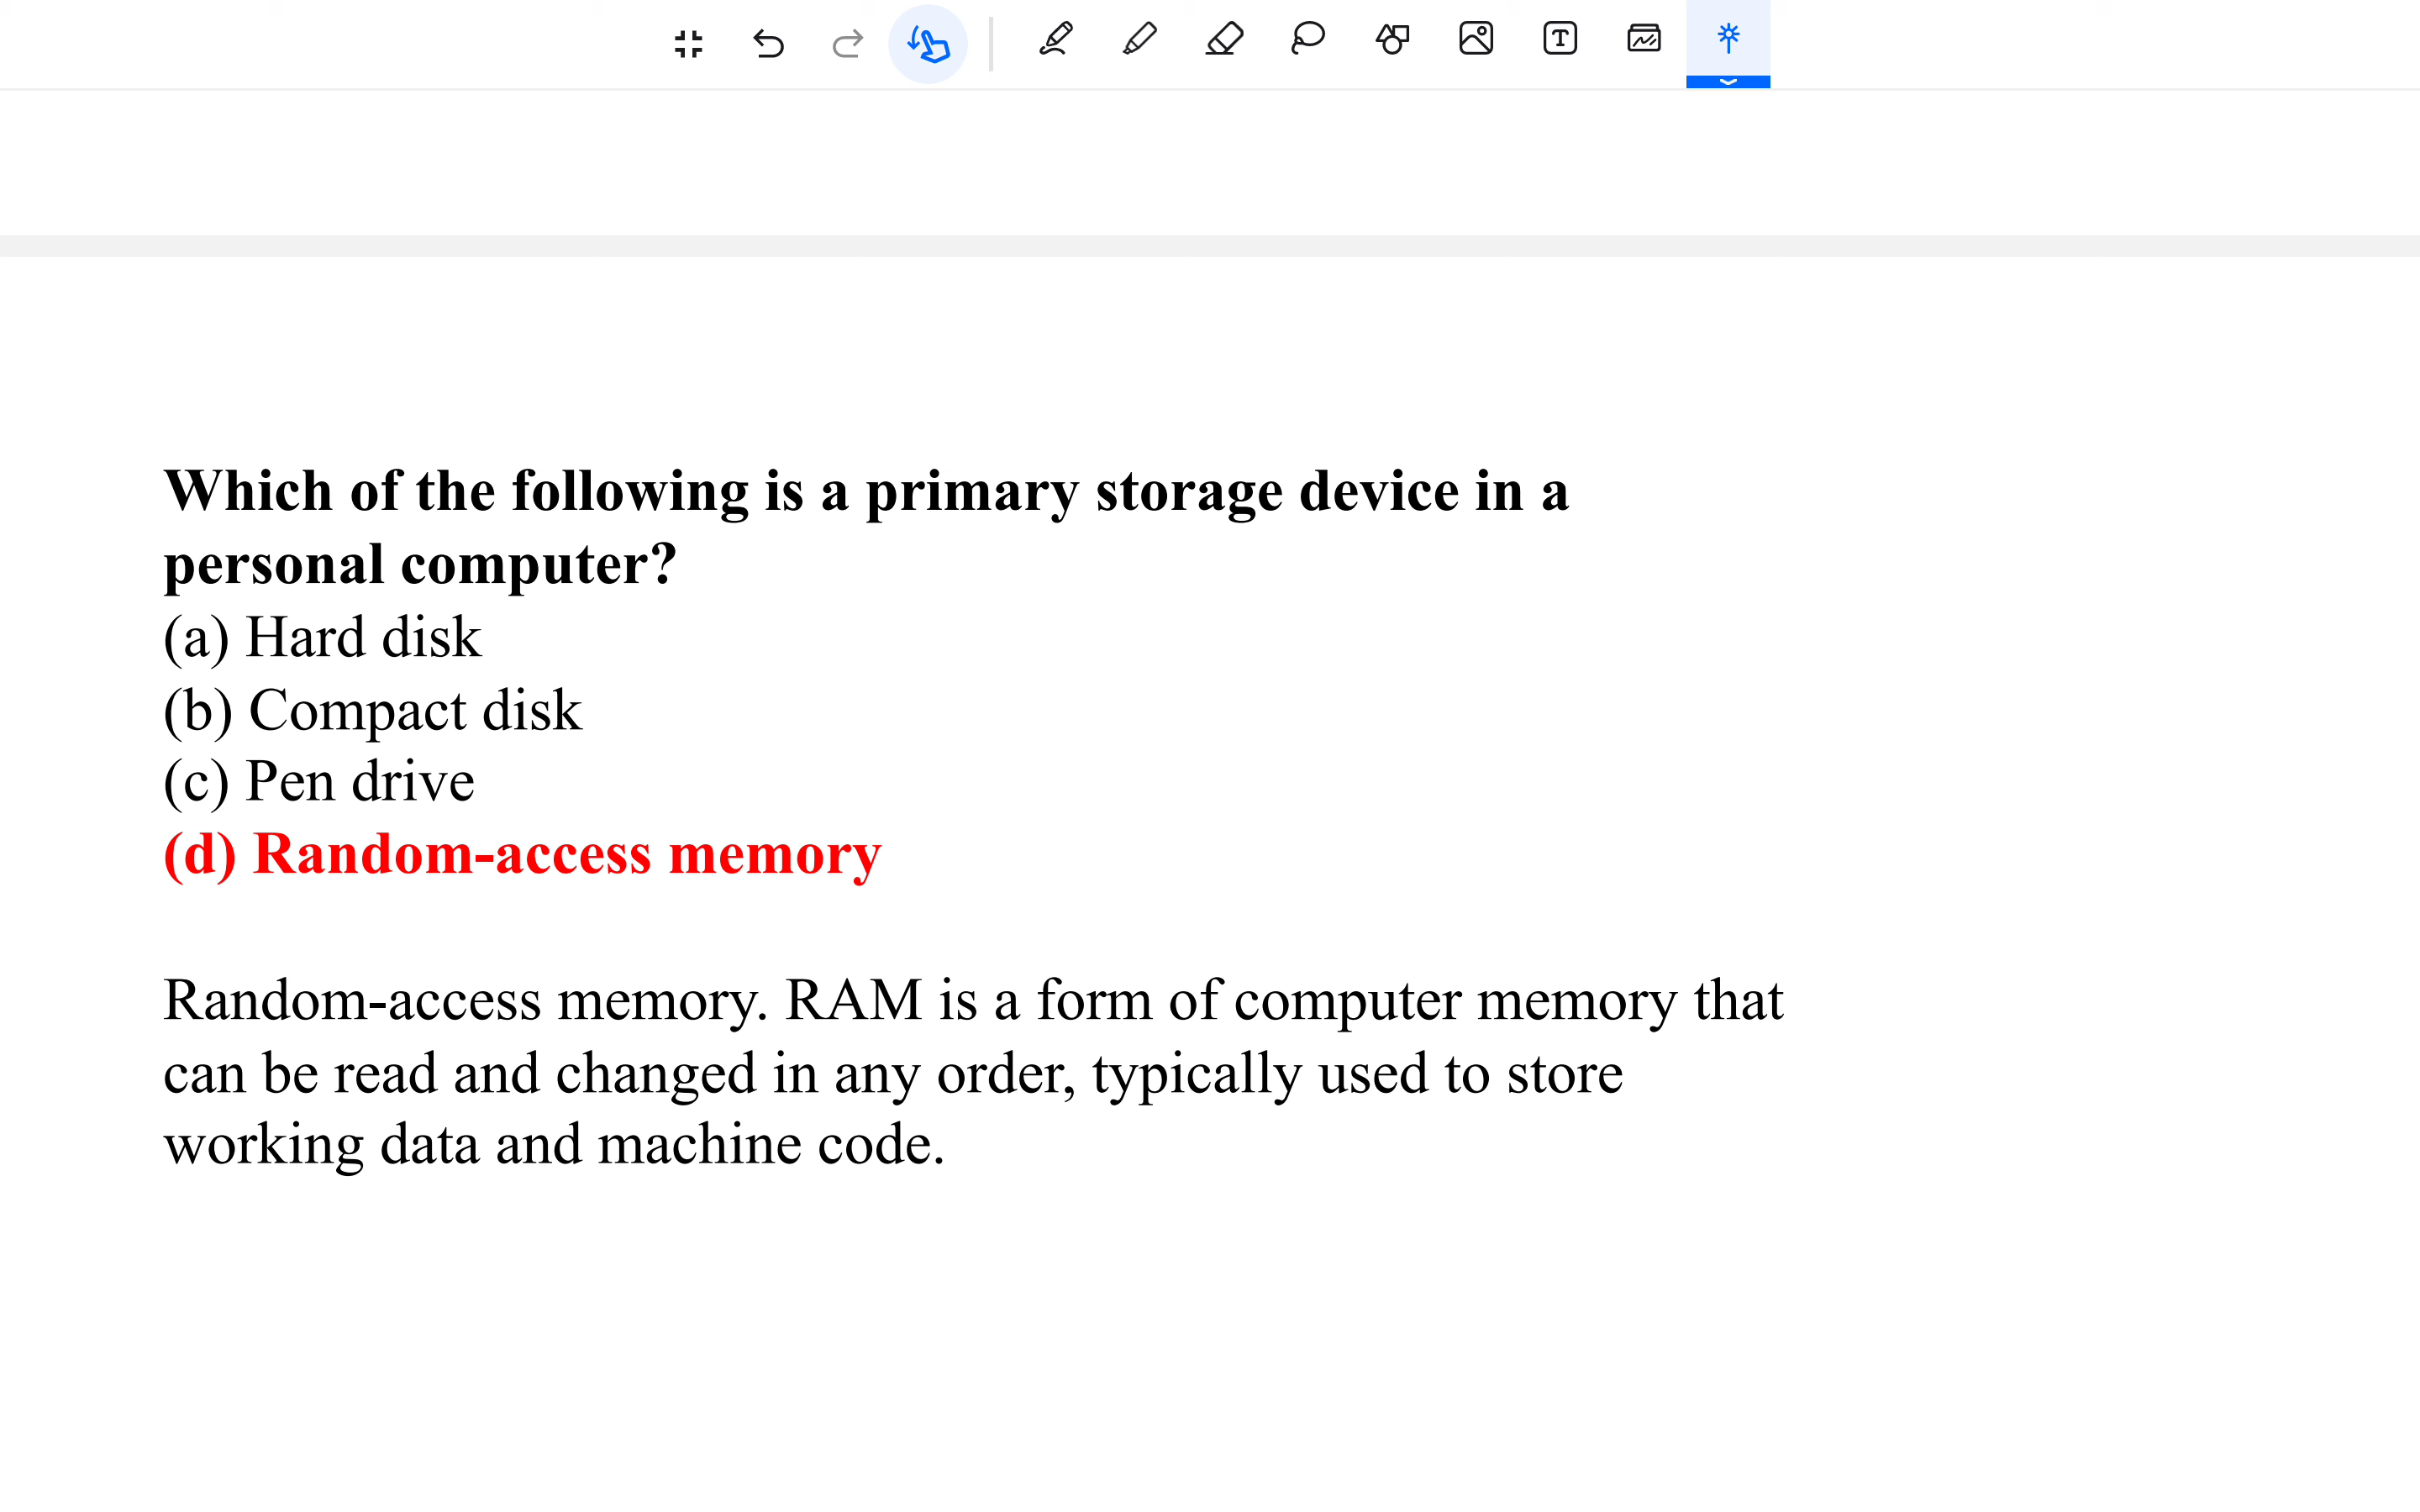 Which of the following is a primary storage device in a
personal computer?
(a) Hard disk
(b) Compact disk
(c) Pen drive
(d) Random-access memory
Random-access memory. RAM is a form of computer memory that
can be read and changed in any order, typically used to store
working data and machine code.